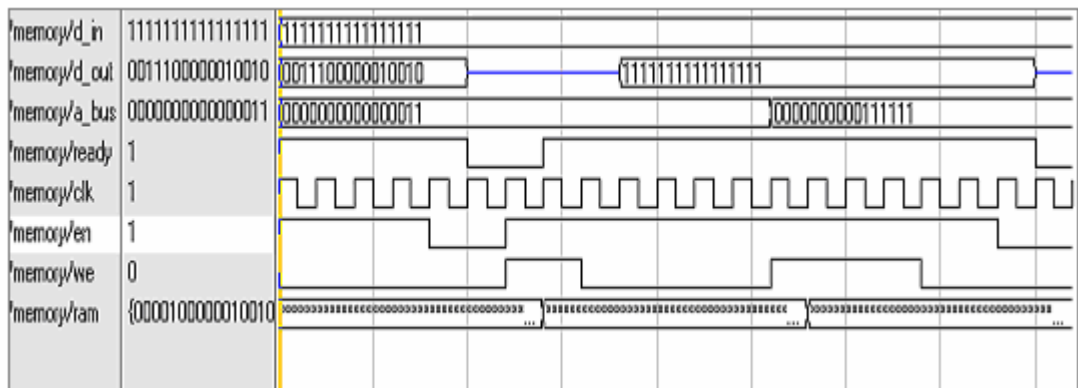 /memory/d_in 1111111111111111 1111111111111111
/memory/d_out 0011100000010010 0011100000010010 1111111111111111
/memory/a_bus 0000000000000011 0000000000000011 0000000000111111
/memory/ready 1
/memory/clk 1
/memory/en 1
/memory/we 0
/memory/ram {0000100000010010 ... ... ...